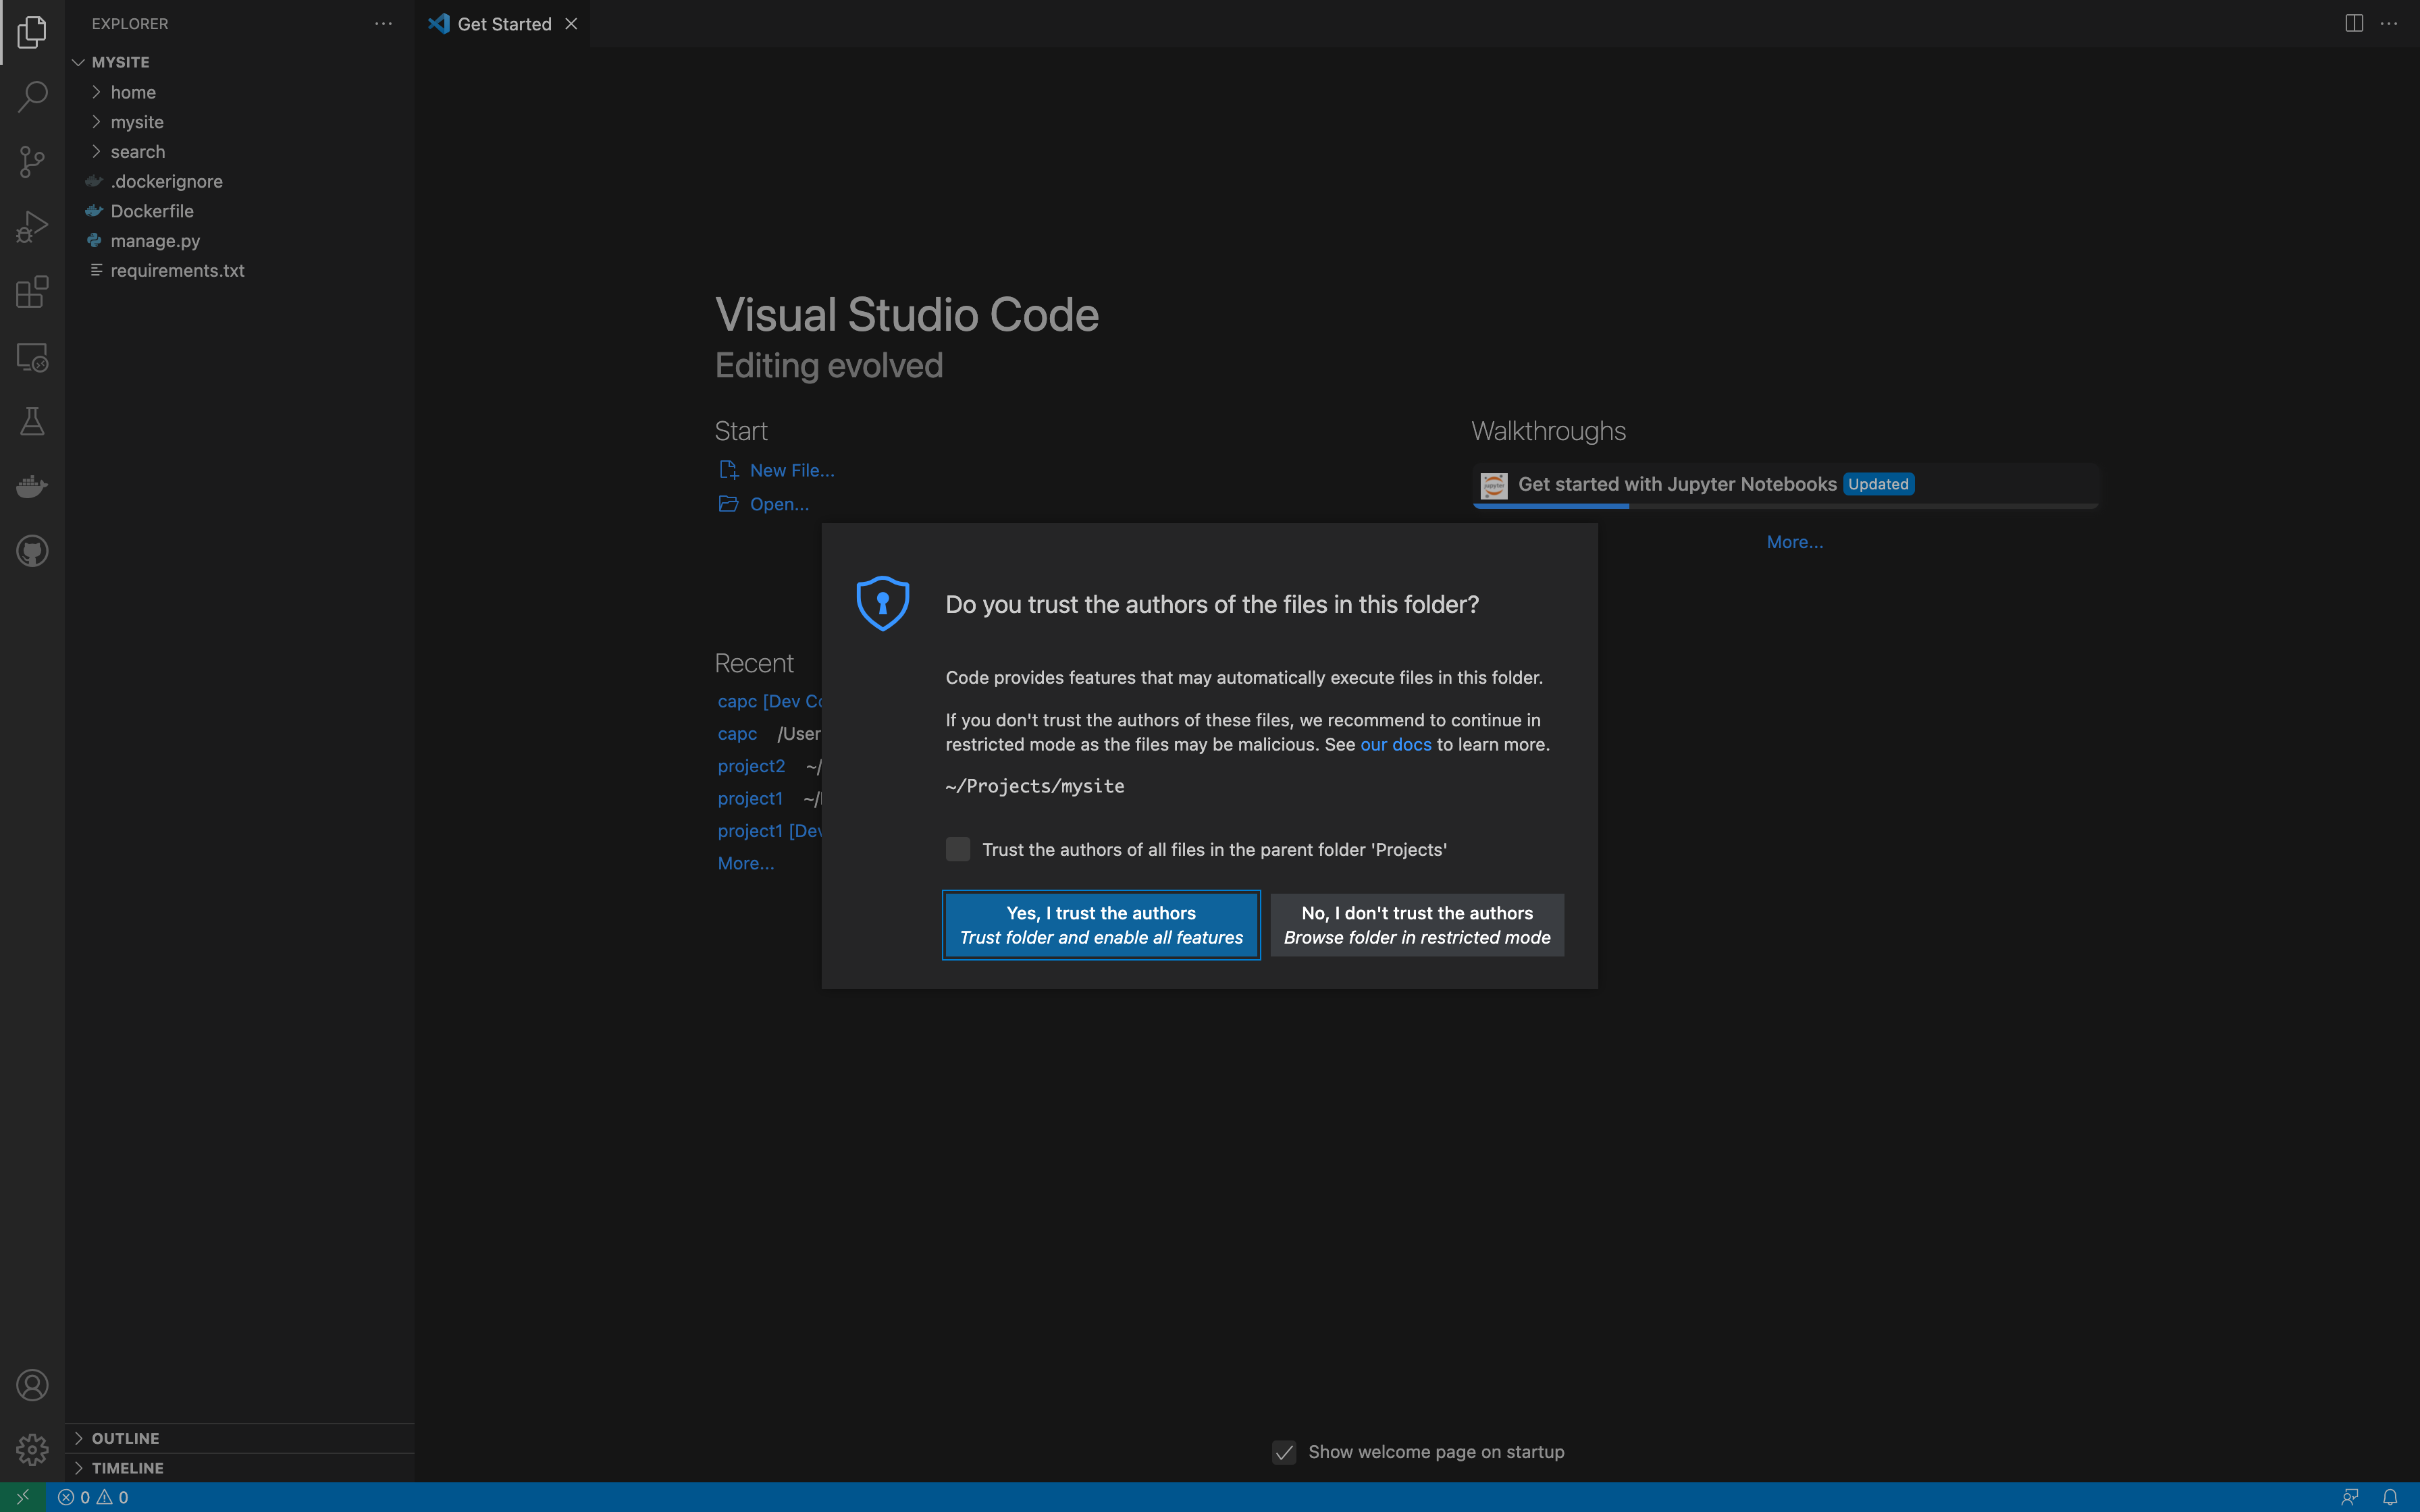 EXPLORER
Get Started
MYSITE
home
mysite
search
.dockerignore
Dockerfile
manage.py
requirements.txt
OUTLINE
TIMELINE
Visual Studio Code
Editing evolved
Start
New File...
Open...
Recent
capc [Dev Co
capc /User
project2 ~/
project1 ~/
project1 [Dev
More...
Walkthroughs
Get started with Jupyter Notebooks Updated
More...
Do you trust the authors of the files in this folder?
Code provides features that may automatically execute files in this folder.
If you don't trust the authors of these files, we recommend to continue in
restricted mode as the files may be malicious. See our docs to learn more.
~/Projects/mysite
Trust the authors of all files in the parent folder 'Projects'
Yes, I trust the authors
Trust folder and enable all features
No, I don't trust the authors
Browse folder in restricted mode
Show welcome page on startup
0 0